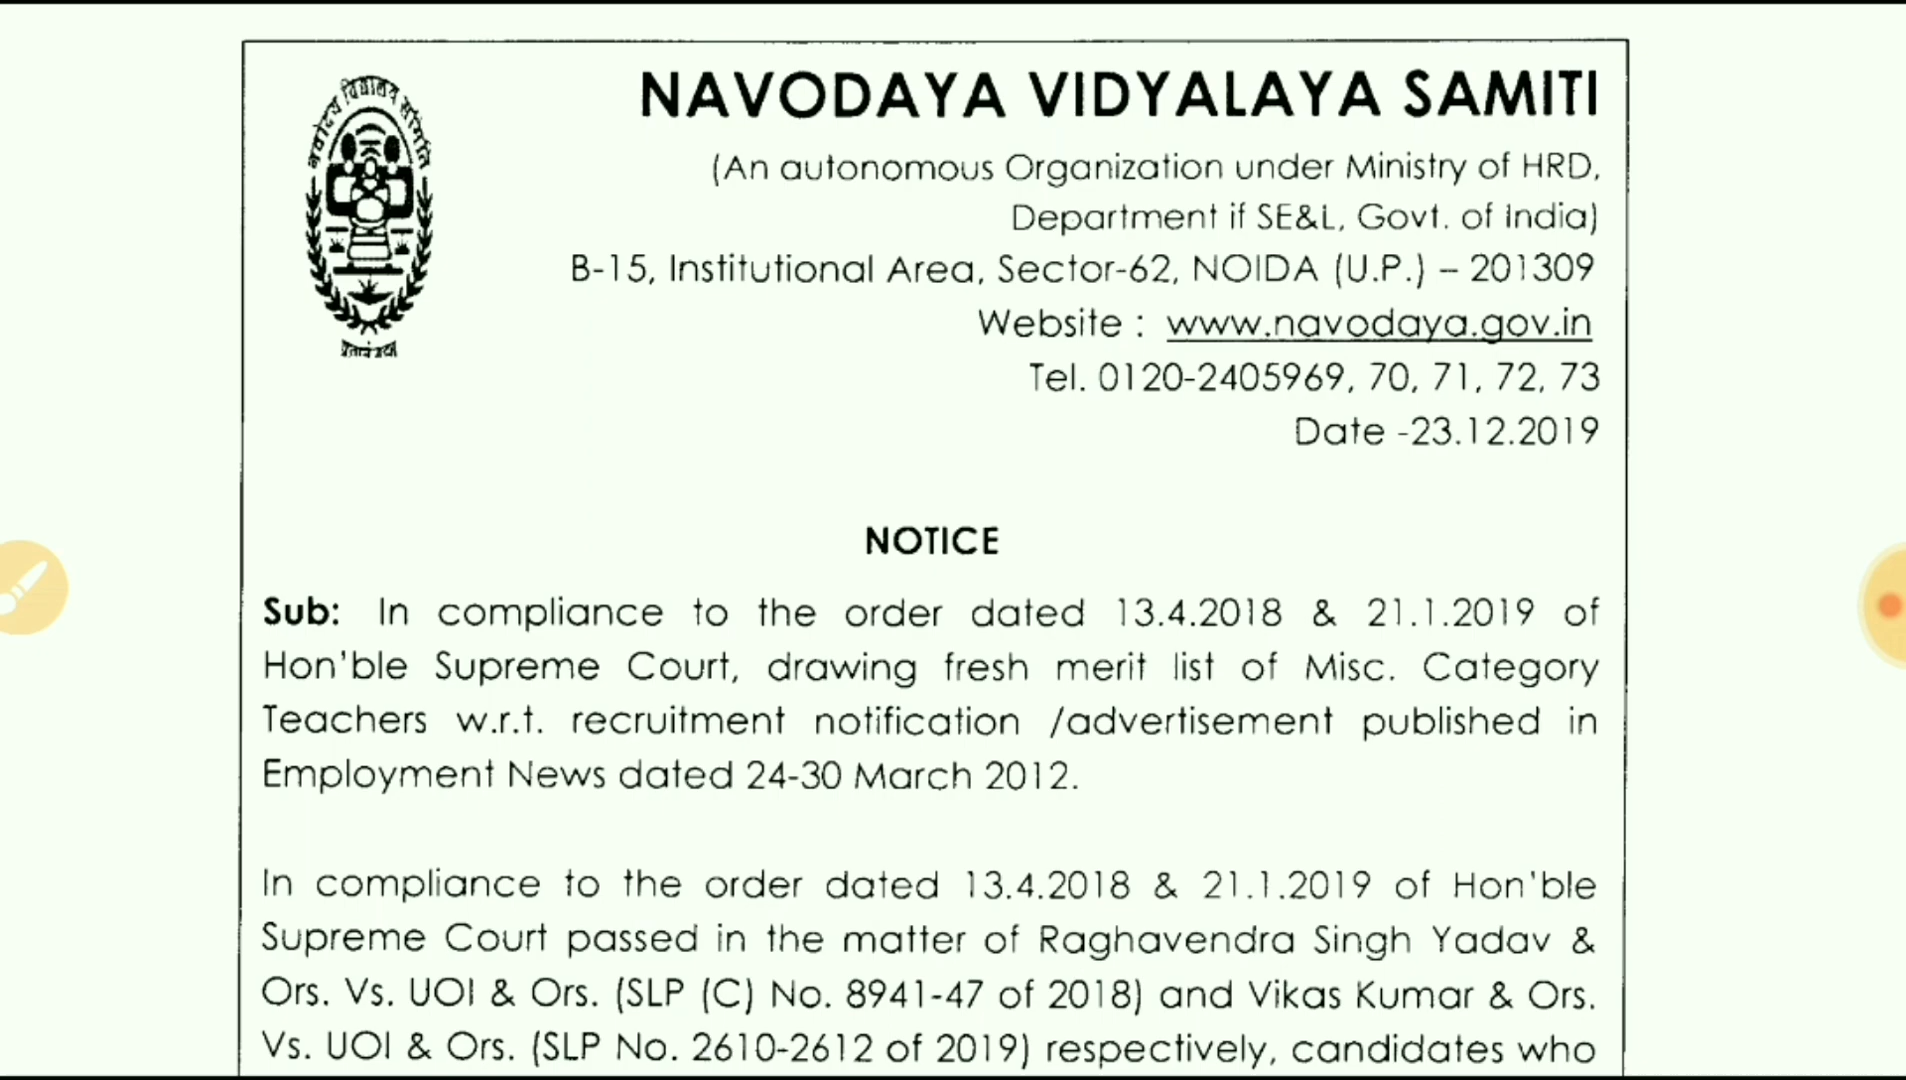 नवोदय विद्यालय समिति
NAVODAYA VIDYALAYA SAMITI
(An autonomous Organization under Ministry of HRD,
Department if SE&L, Govt. of India)
B-15, Institutional Area, Sector-62, NOIDA (U.P.) – 201309
Website : www.navodaya.gov.in
Tel. 0120-2405969, 70, 71, 72, 73
Date -23.12.2019
NOTICE
Sub: In compliance to the order dated 13.4.2018 & 21.1.2019 of
Hon'ble Supreme Court, drawing fresh merit list of Misc. Category
Teachers w.r.t. recruitment notification /advertisement published in
Employment News dated 24-30 March 2012.
In compliance to the order dated 13.4.2018 & 21.1.2019 of Hon'ble
Supreme Court passed in the matter of Raghavendra Singh Yadav &
Ors. Vs. UOI & Ors. (SLP (C) No. 8941-47 of 2018) and Vikas Kumar & Ors.
Vs. UOI & Ors. (SLP No. 2610-2612 of 2019) respectively, candidates who